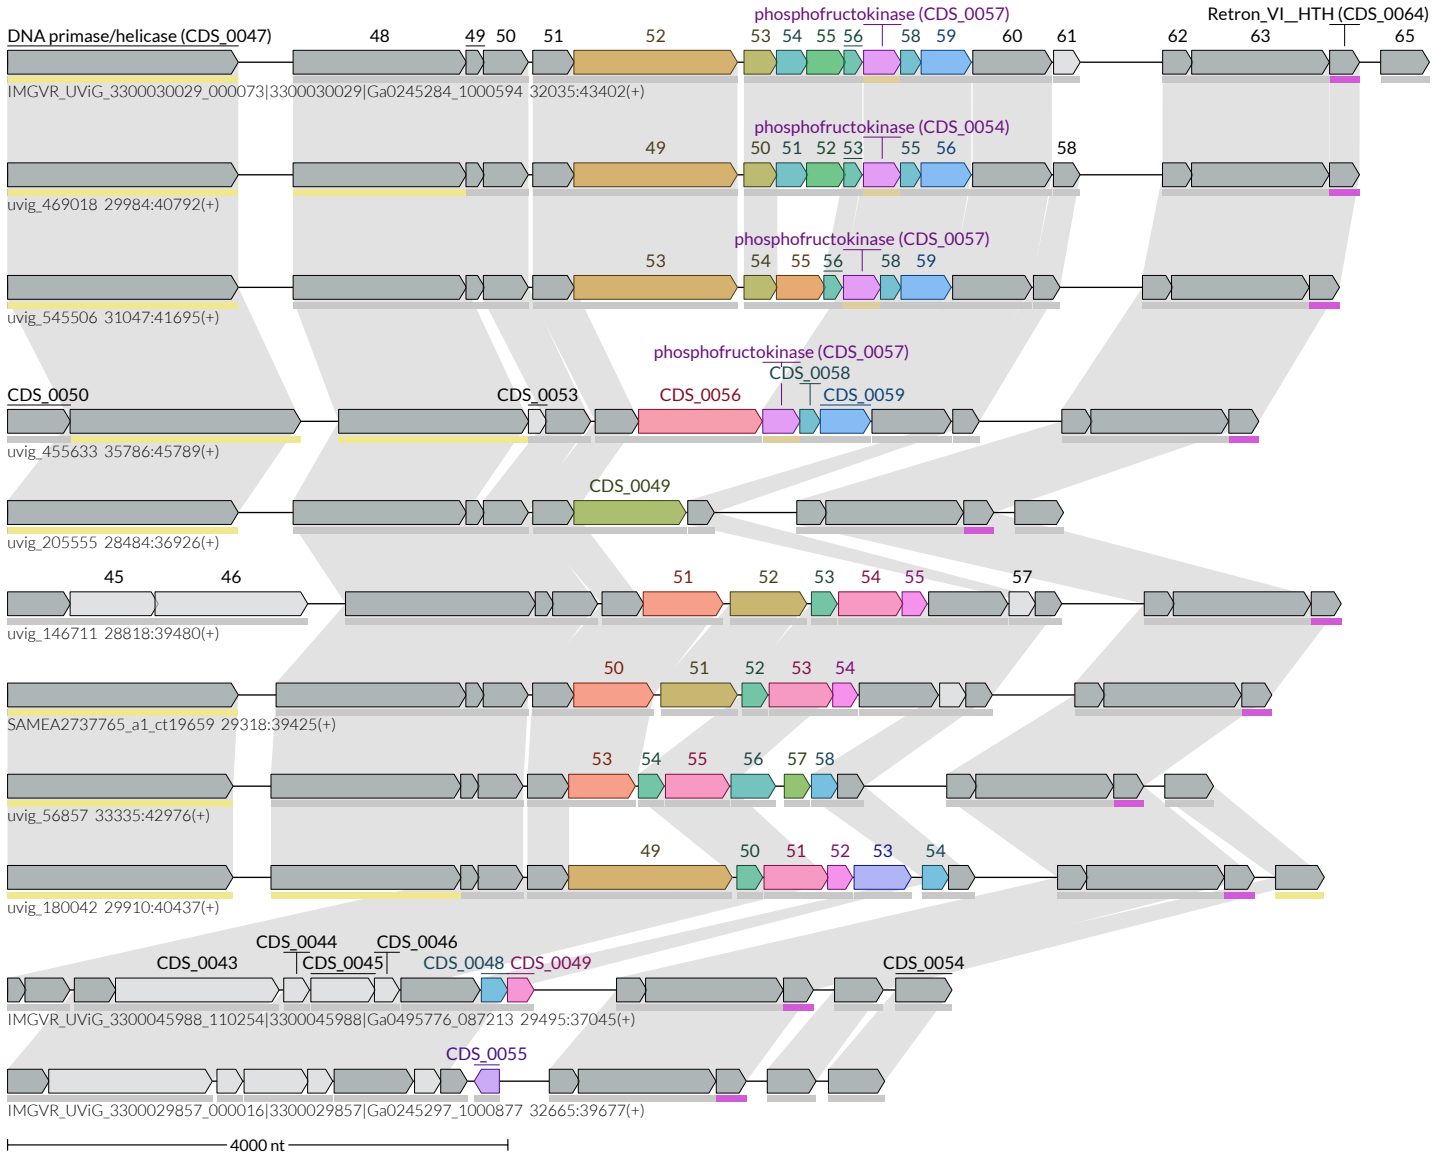 phosphofructokinase (CDS_0057) Retron_VI__HTH (CDS_0064)
DNA primase/helicase (CDS_0047) 48 49 50 51 52 53 54 55 56 58 59 60 61 62 63 65
IMGVR_UViG_3300030029_000073|3300030029|Ga0245284_1000594 32035:43402(+)
phosphofructokinase (CDS_0054)
49 50 51 52 53 55 56 58
uvig_469018 29984:40792(+)
phosphofructokinase (CDS_0057)
53 54 55 56 58 59
uvig_545506 31047:41695(+)
phosphofructokinase (CDS_0057)
CDS_0058
CDS_0050 CDS_0053 CDS_0056 CDS_0059
uvig_455633 35786:45789(+)
CDS_0049
uvig_205555 28484:36926(+)
45 46 51 52 53 54 55 57
uvig_146711 28818:39480(+)
50 51 52 53 54
SAMEA2737765_a1_ct19659 29318:39425(+)
53 54 55 56 57 58
uvig_56857 33335:42976(+)
49 50 51 52 53 54
uvig_180042 29910:40437(+)
CDS_0044 CDS_0046
CDS_0043 CDS_0045 CDS_0048 CDS_0049 CDS_0054
IMGVR_UViG_3300045988_110254|3300045988|Ga0495776_087213 29495:37045(+)
CDS_0055
IMGVR_UViG_3300029857_000016|3300029857|Ga0245297_1000877 32665:39677(+)
4000 nt